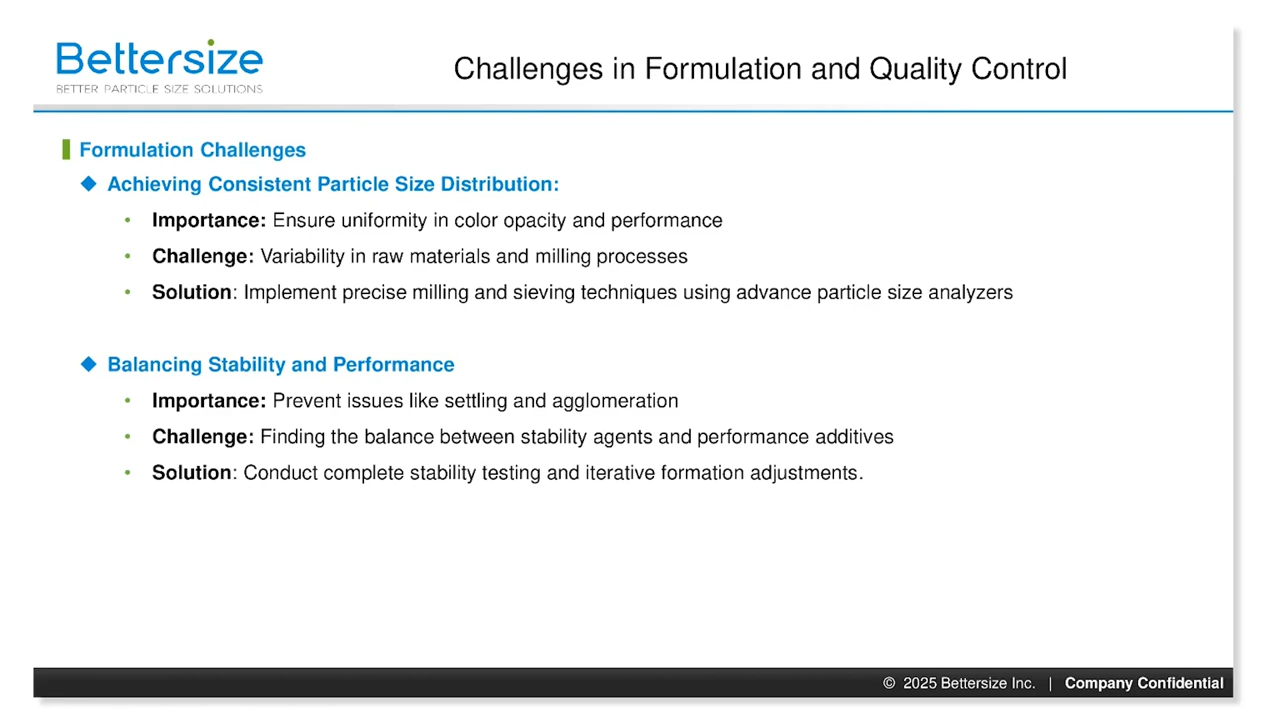 Bettersize
BETTER PARTICLE SIZE SOLUTIONS
Challenges in Formulation and Quality Control
Formulation Challenges
Achieving Consistent Particle Size Distribution:
• Importance: Ensure uniformity in color opacity and performance
• Challenge: Variability in raw materials and milling processes
• Solution: Implement precise milling and sieving techniques using advance particle size analyzers
Balancing Stability and Performance
• Importance: Prevent issues like settling and agglomeration
• Challenge: Finding the balance between stability agents and performance additives
• Solution: Conduct complete stability testing and iterative formation adjustments.
© 2025 Bettersize Inc. | Company Confidential